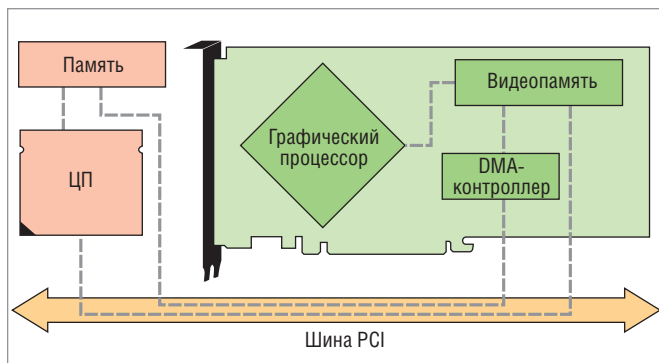 Память
ЦП
Графический
процессор
Видеопамять
DMA-
контроллер
Шина PCI